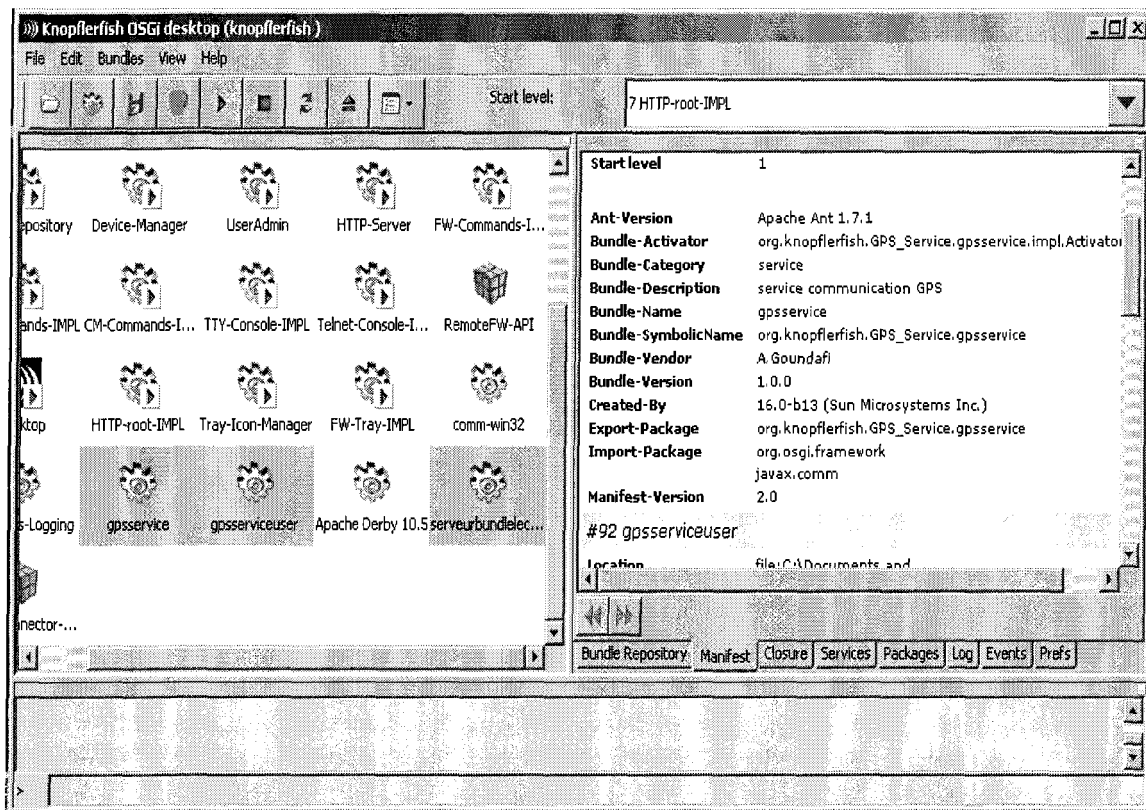 ))) Knopflerfish OSGi desktop (knopflerfish )
File Edit Bundles View Help
Start level: 7 HTTP-root-IMPL
epository Device-Manager UserAdmin HTTP-Server FW-Commands-I...
ands-IMPL CM-Commands-I... TTY-Console-IMPL Telnet-Console-I... RemoteFW-API
ktop HTTP-root-IMPL Tray-Icon-Manager FW-Tray-IMPL comm-win32
s-Logging gpsservice gpsserviceuser Apache Derby 10.5 serveurbundlelec...
nector-...
Start level 1
Ant-Version Apache Ant 1.7.1
Bundle-Activator org.knopflerfish.GPS_Service.gpsservice.impl.Activator
Bundle-Category service
Bundle-Description service communication GPS
Bundle-Name gpsservice
Bundle-SymbolicName org.knopflerfish.GPS_Service.gpsservice
Bundle-Vendor A Goundafi
Bundle-Version 1.0.0
Created-By 16.0-b13 (Sun Microsystems Inc.)
Export-Package org.knopflerfish.GPS_Service.gpsservice
Import-Package org.osgi.framework
javax.comm
Manifest-Version 2.0
#92 gpsserviceuser
Location file:C:\Documents and
Bundle Repository Manifest Closure Services Packages Log Events Prefs
>